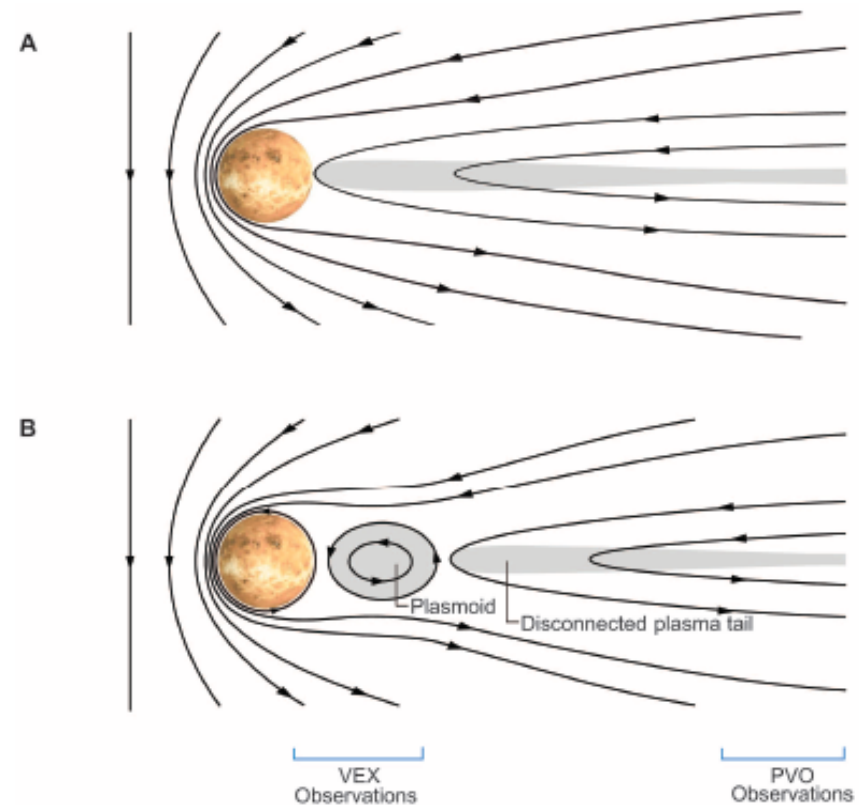 A
B
Plasmoid
Disconnected plasma tail
VEX
Observations
PVO
Observations